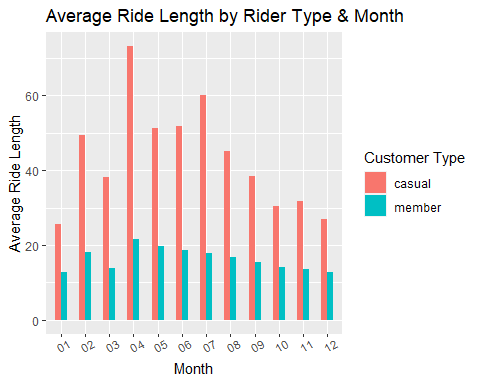 Average Ride Length by Rider Type & Month
Average Ride Length
60
40
20
0
01 02 03 04 05 06 07 08 09 10 11 12
Month
Customer Type
casual
member